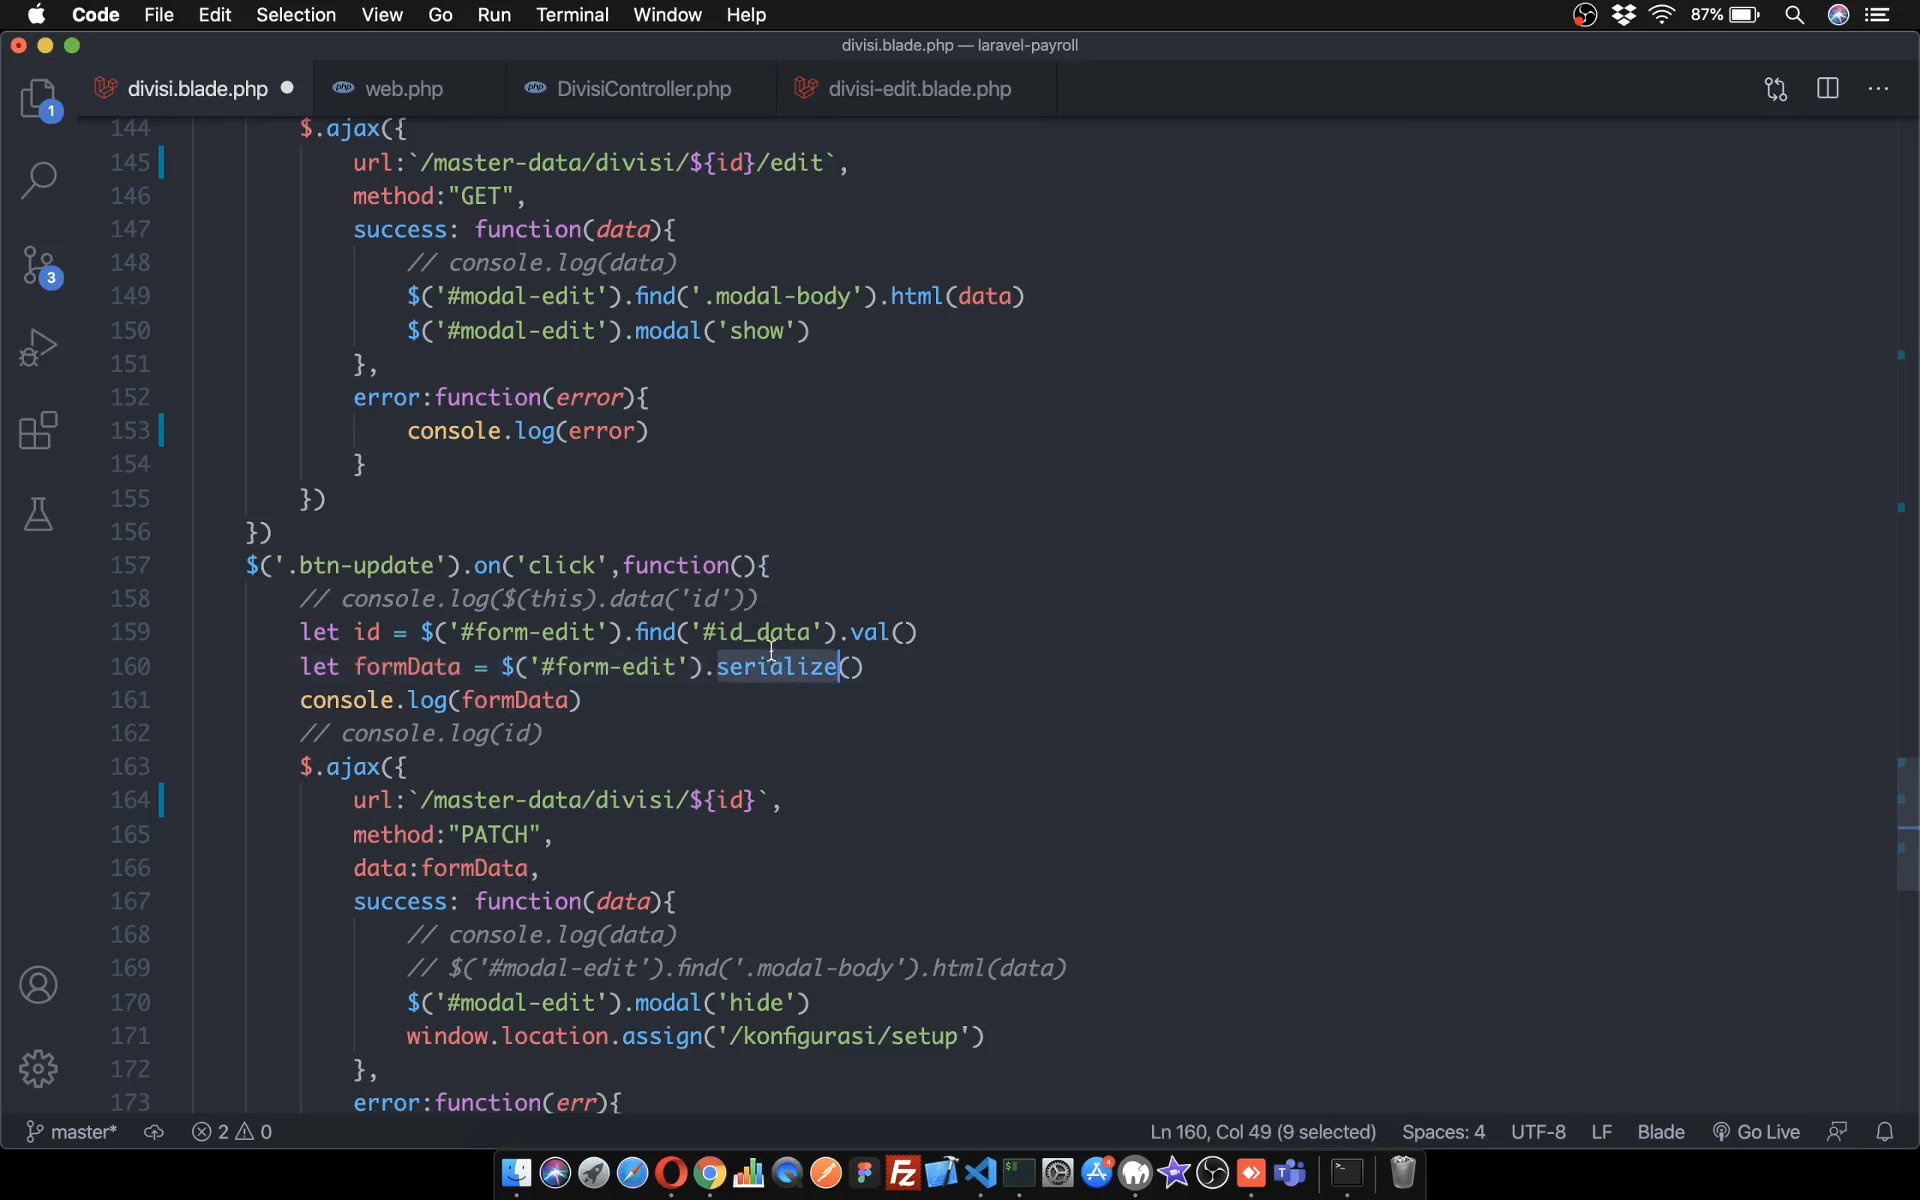 Code File Edit Selection View Go Run Terminal Window Help 87%
divisi.blade.php — laravel-payroll
divisi.blade.php web.php DivisiController.php divisi-edit.blade.php
1
3
144 $.ajax({
145 url:`/master-data/divisi/${id}/edit`,
146 method:"GET",
147 success: function(data){
148 // console.log(data)
149 $('#modal-edit').find('.modal-body').html(data)
150 $('#modal-edit').modal('show')
151 },
152 error:function(error){
153 console.log(error)
154 }
155 })
156 })
157 $('.btn-update').on('click',function(){
158 // console.log($(this).data('id'))
159 let id = $('#form-edit').find('#id_data').val()
160 let formData = $('#form-edit').serialize()
161 console.log(formData)
162 // console.log(id)
163 $.ajax({
164 url:`/master-data/divisi/${id}`,
165 method:"PATCH",
166 data:formData,
167 success: function(data){
168 // console.log(data)
169 // $('#modal-edit').find('.modal-body').html(data)
170 $('#modal-edit').modal('hide')
171 window.location.assign('/konfigurasi/setup')
172 },
173 error:function(err){
master* 2 0 Ln 160, Col 49 (9 selected) Spaces: 4 UTF-8 LF Blade Go Live